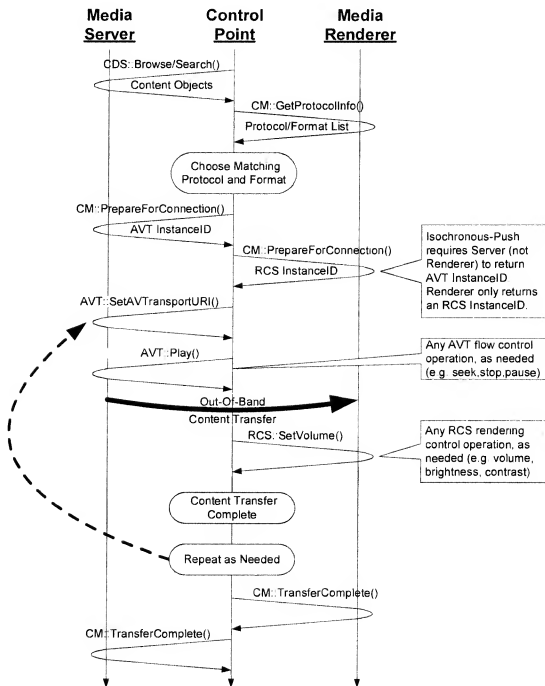 Media
Server
Control
Point
Media
Renderer
CDS::Browse/Search()
Content Objects
CM::GetProtocolInfo()
Protocol/Format List
Choose Matching
Protocol and Format
CM::PrepareForConnection()
AVT InstanceID
CM::PrepareForConnection()
RCS InstanceID
Isochronous-Push
requires Server (not
Renderer) to return
AVT InstanceID
Renderer only returns
an RCS InstanceID.
AVT::SetAVTransportURI()
AVT::Play()
Any AVT flow control
operation, as needed
(e.g. seek,stop,pause)
Out-Of-Band
Content Transfer
RCS::SetVolume()
Any RCS rendering
control operation, as
needed (e.g. volume,
brightness, contrast)
Content Transfer
Complete
Repeat as Needed
CM::TransferComplete()
CM::TransferComplete()